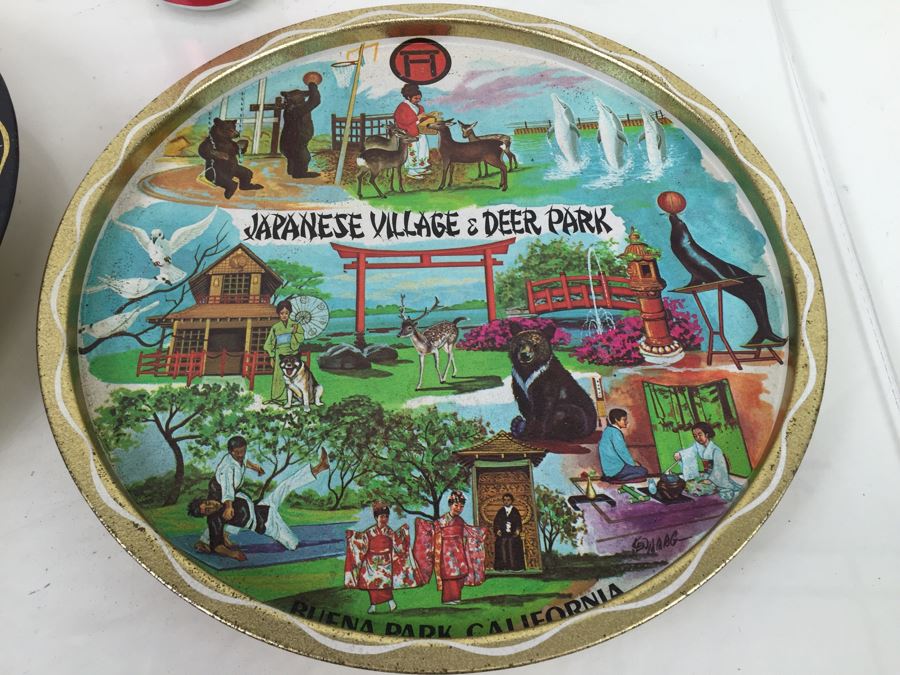 JAPANESE VILLAGE & DEER PARK
BUENA PARK, CALIFORNIA